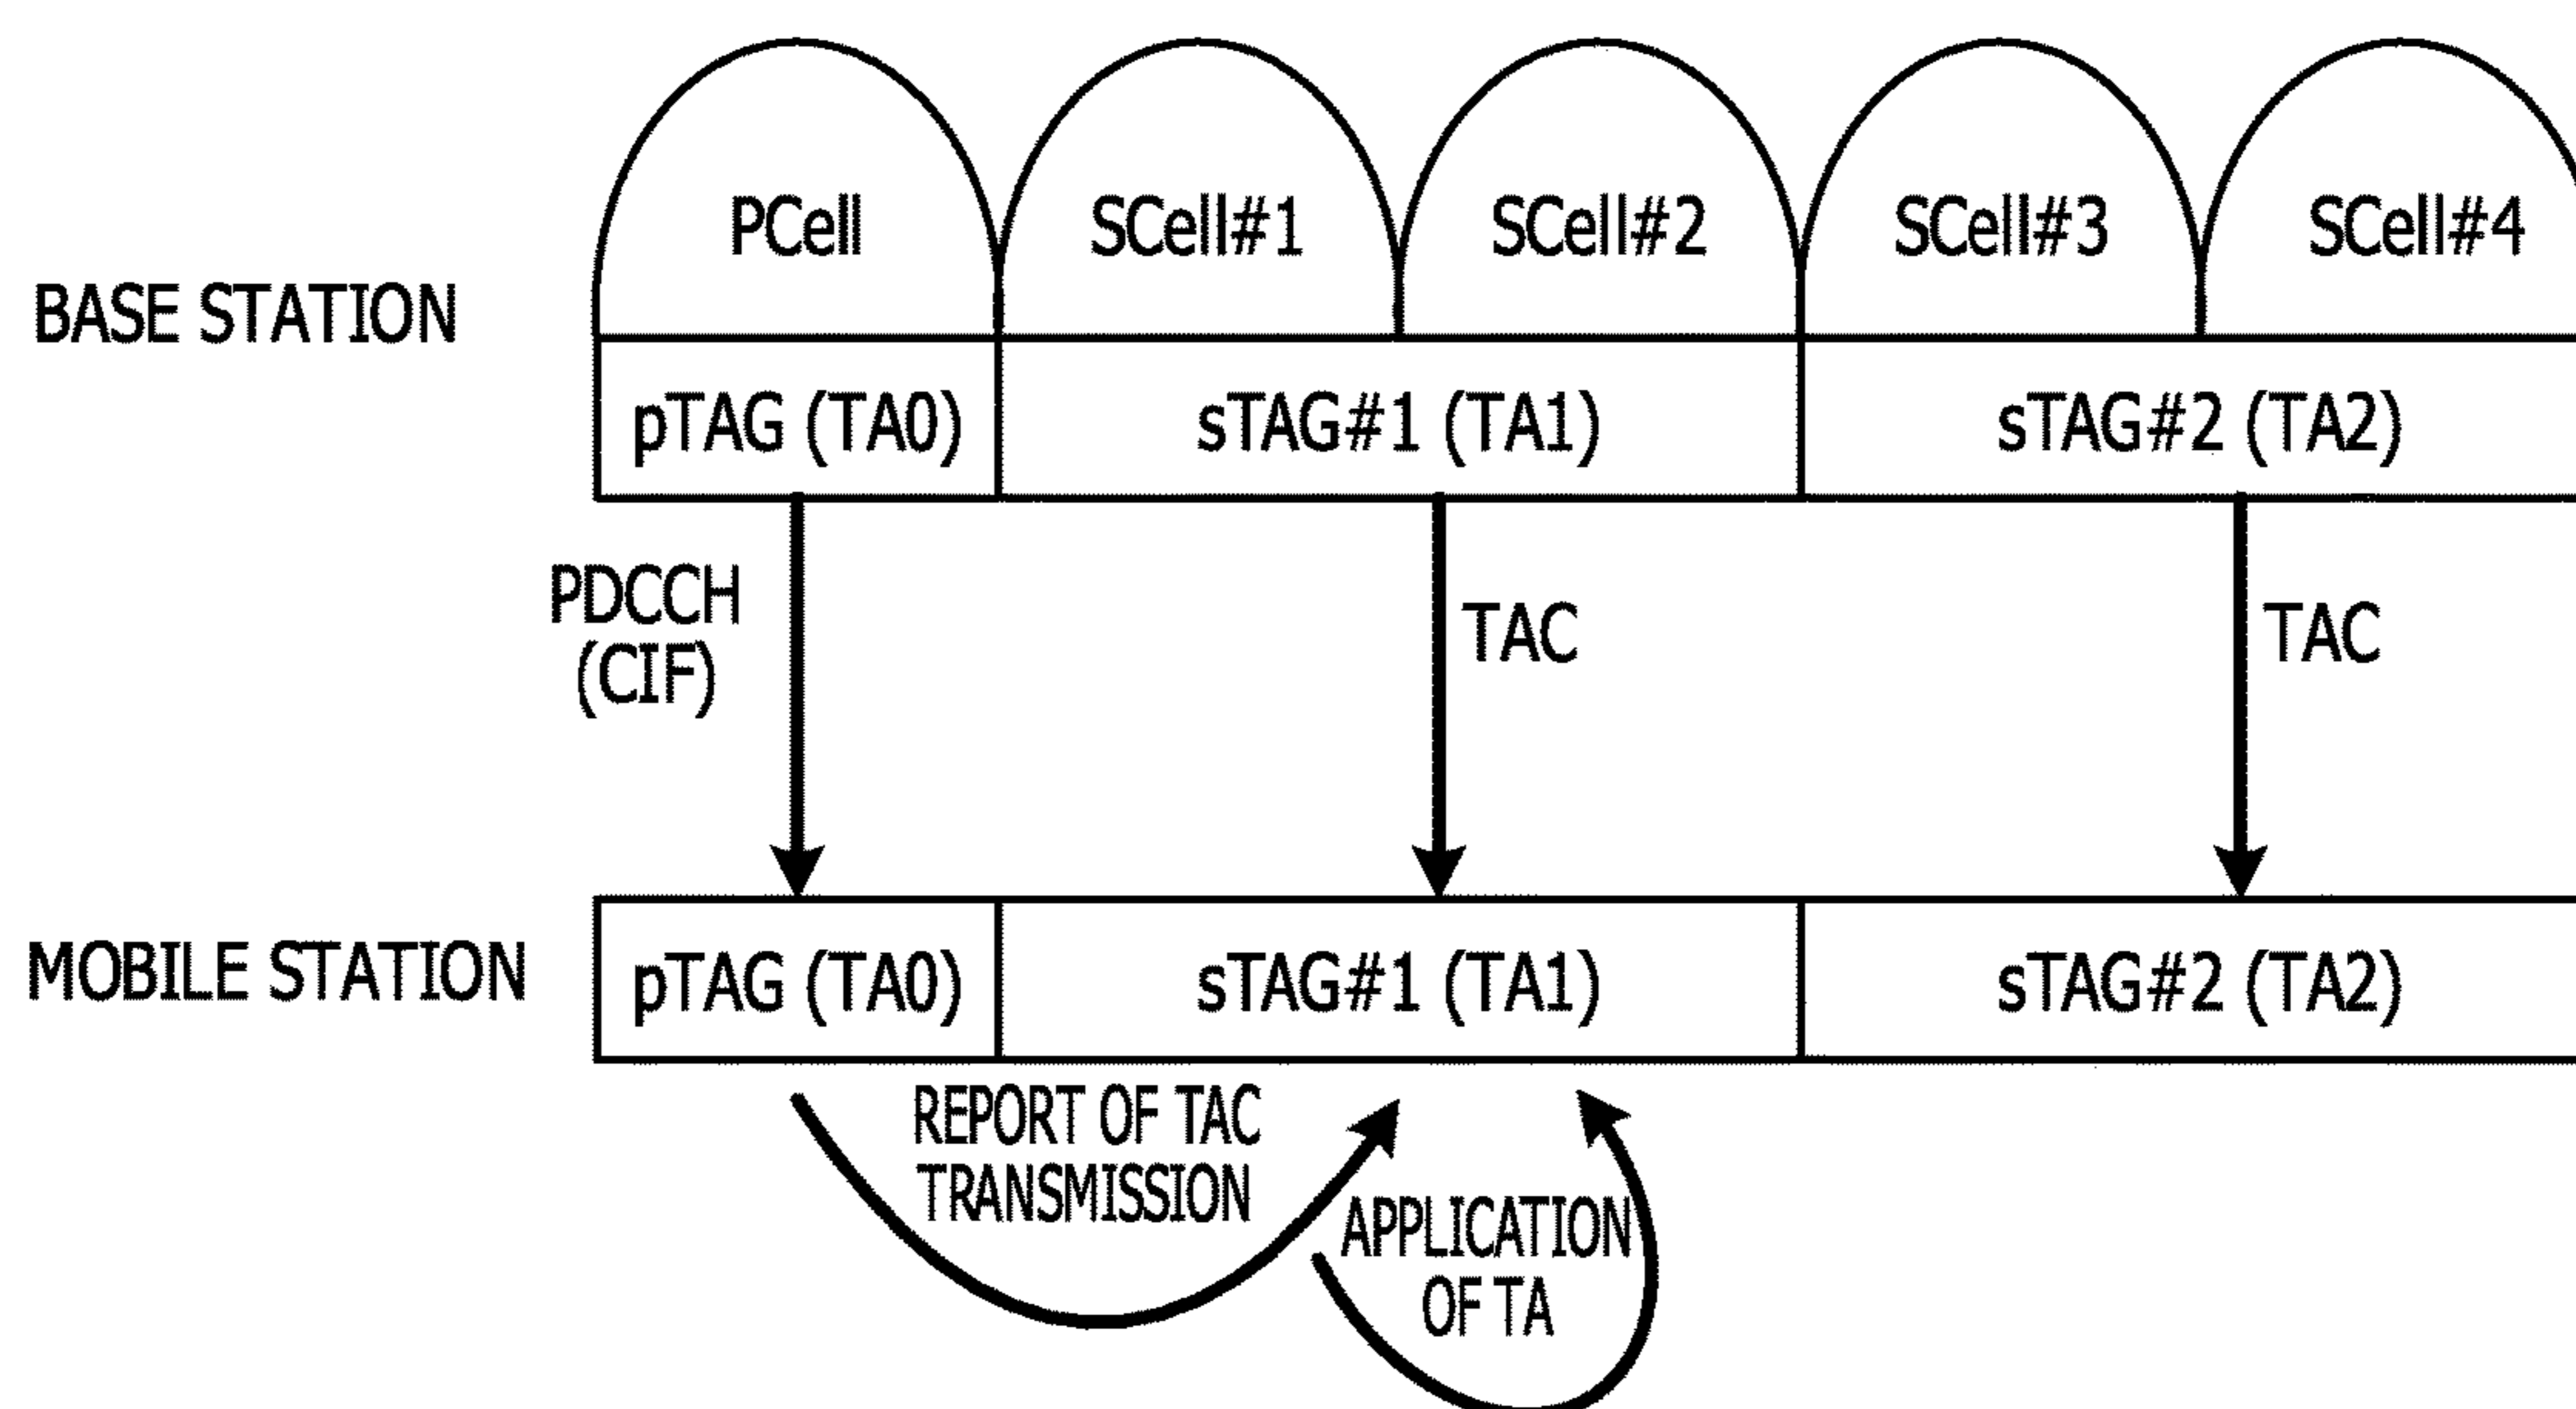 PCell SCell#1 SCell#2 SCell#3 SCell#4
BASE STATION
pTAG (TA0) sTAG#1 (TA1) sTAG#2 (TA2)
PDCCH
(CIF)
TAC TAC
MOBILE STATION
pTAG (TA0) sTAG#1 (TA1) sTAG#2 (TA2)
REPORT OF TAC
TRANSMISSION
APPLICATION
OF TA